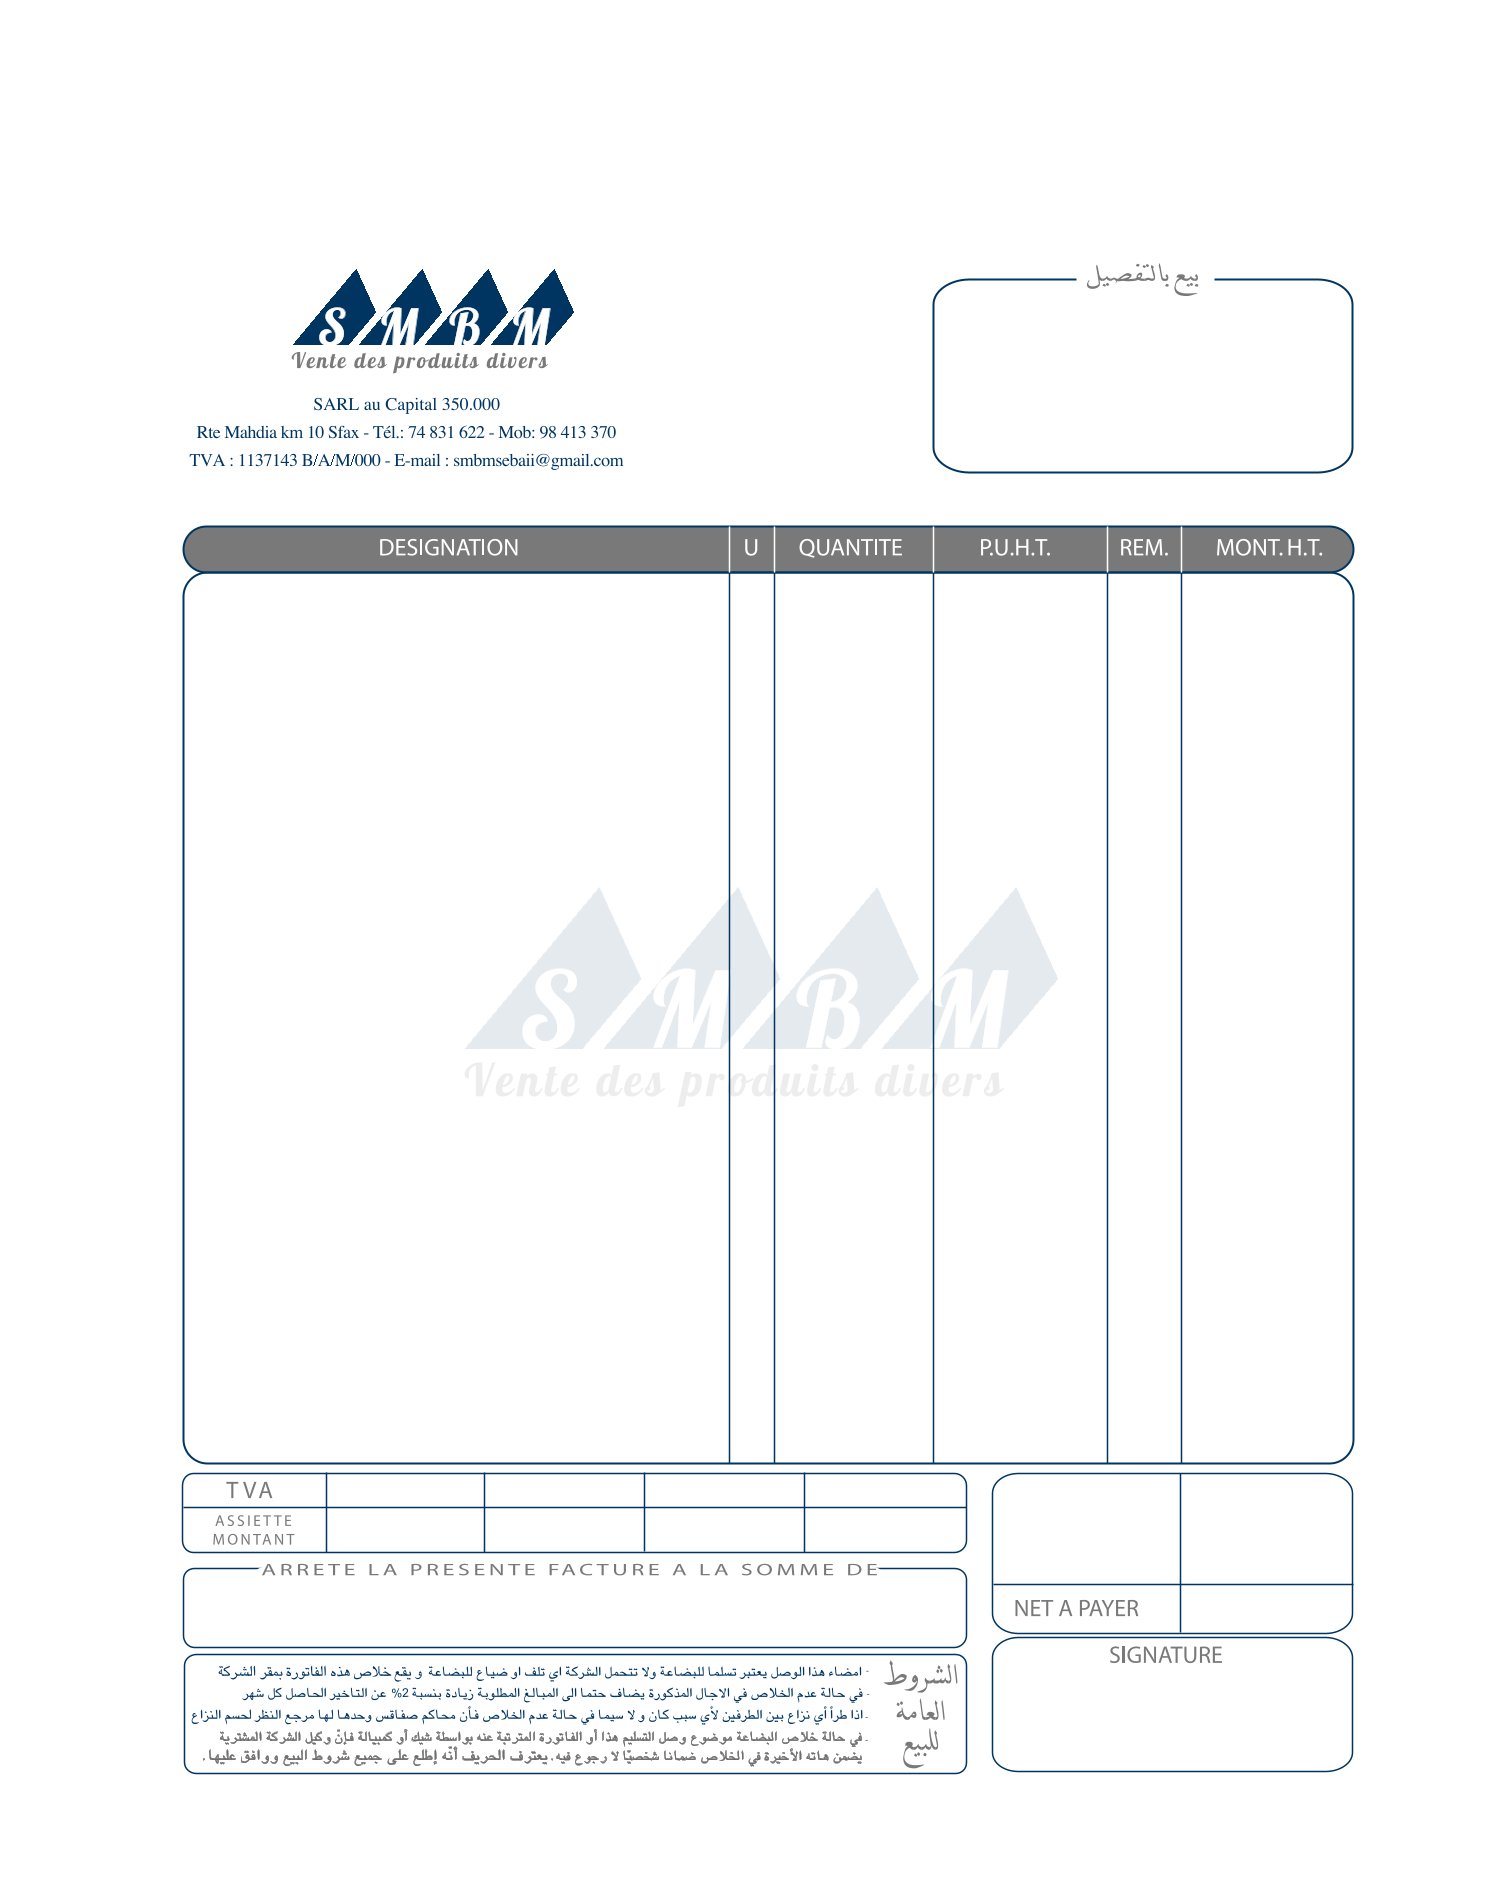 SMBM
Vente des produits divers
SARL au Capital 350.000
Rte Mahdia km 10 Sfax - Tél.: 74 831 622 - Mob: 98 413 370
TVA : 1137143 B/A/M/000 - E-mail : smbmsebaii@gmail.com
بيع بالتفصيل
DESIGNATION U QUANTITE P.U.H.T. REM. MONT. H.T.
SMBM
Vente des produits divers
TVA
ASSIETTE
MONTANT
ARRETE LA PRESENTE FACTURE A LA SOMME DE
NET A PAYER
SIGNATURE
الشروط
العامة
للبيع
- امضاء هذا الوصل يعتبر تسلما للبضاعة ولا تتحمل الشركة اي تلف او ضياع للبضاعة و يقع خلاص هذه الفاتورة بمقر الشركة
- في حالة عدم الخلاص في الاجال المذكورة يضاف حتما الى المبالغ المطلوبة زيادة بنسبة 2% عن التاخير الحاصل كل شهر
- اذا طرأ أي نزاع بين الطرفين لأي سبب كان و لا سيما في حالة عدم الخلاص فأن محاكم صفاقس وحدها لها مرجع النظر لحسم النزاع
- في حالة خلاص البضاعة موضوع وصل التسليم هذا أو الفاتورة المترتبة عنه بواسطة شيك أو كمبيالة فإنّ وكيل الشركة المشترية
يضمن هاته الأخيرة في الخلاص ضمانا شخصيّا لا رجوع فيه. يعترف الحريف أنّه إطلع على جميع شروط البيع ووافق عليها.